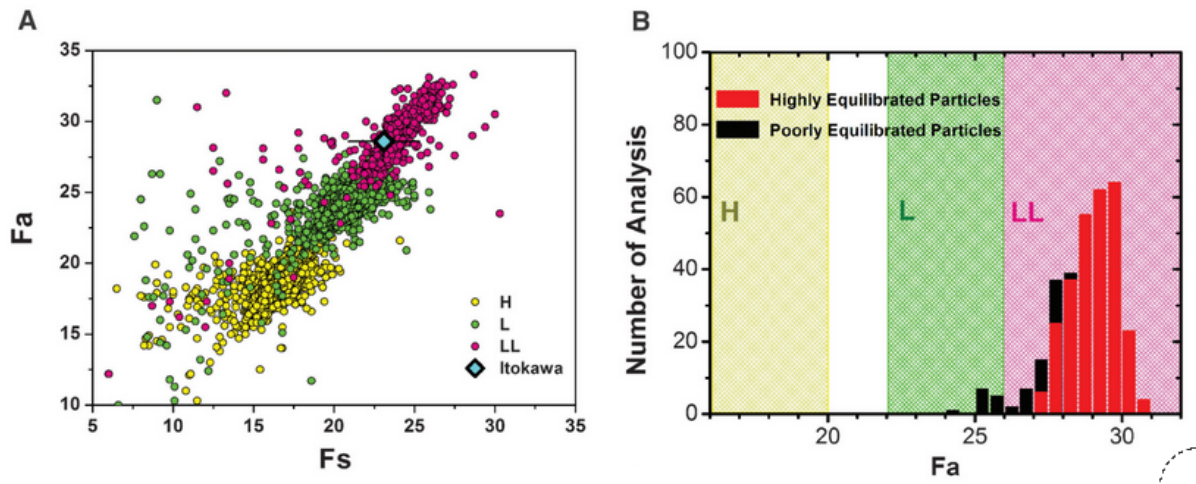 A
Fa
35
30
25
20
15
10
5
10
15
20
25
30
35
Fs
H
L
LL
Itokawa
B
Number of Analysis
100
80
60
40
20
0
Highly Equilibrated Particles
Poorly Equilibrated Particles
H
L
LL
20
25
30
Fa